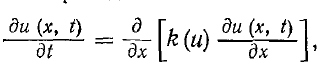 ∂u (x, t) / ∂t = ∂ / ∂x [k (u) ∂u (x, t) / ∂x],